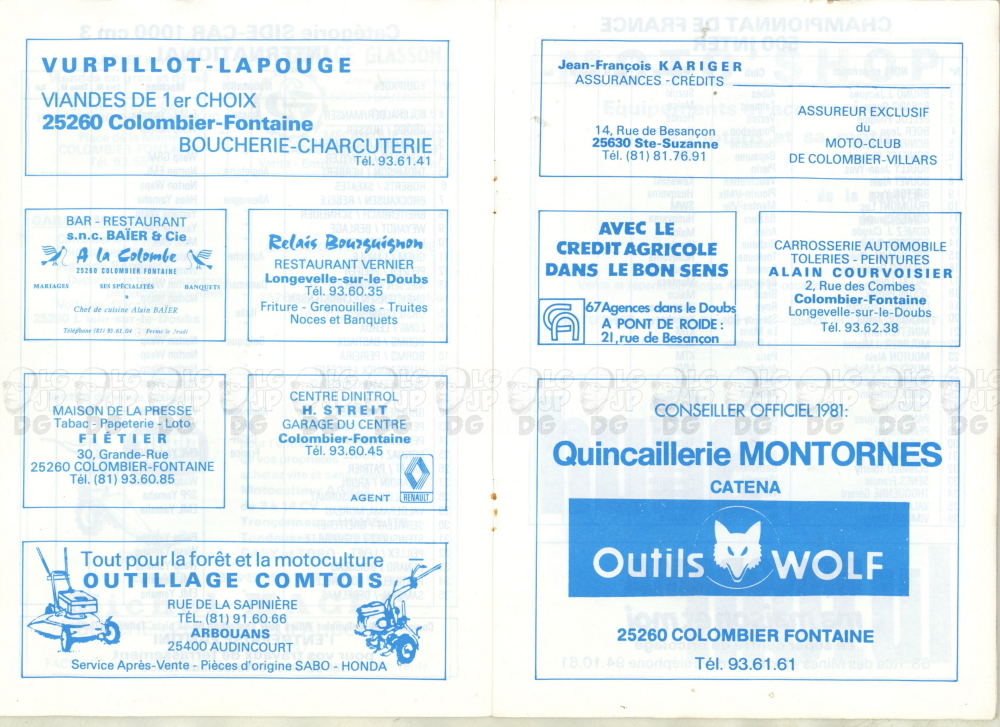 VURPILLOT-LAPOUGE
VIANDES DE 1er CHOIX
25260 Colombier-Fontaine
BOUCHERIE-CHARCUTERIE
Tél. 93.61.41
BAR - RESTAURANT
s.n.c. BAÏER & Cie
A la Colombe
25260 COLOMBIER FONTAINE
MARIAGES SES SPÉCIALITÉS BANQUETS
*
Chef de cuisine Alain BAÏER
Téléphone (81) 93-61-04 Ferme le Jeudi
Relais Bourguignon
RESTAURANT VERNIER
Longevelle-sur-le-Doubs
Tél. 93.60.35
Friture - Grenouilles - Truites
Noces et Banquets
MAISON DE LA PRESSE
Tabac - Papeterie - Loto
FIÉTIER
30, Grande-Rue
25260 COLOMBIER-FONTAINE
Tél. (81) 93.60.85
CENTRE DINITROL
H. STREIT
GARAGE DU CENTRE
Colombier-Fontaine
Tél. 93.60.45
AGENT RENAULT
Tout pour la forêt et la motoculture
OUTILLAGE COMTOIS
RUE DE LA SAPINIÈRE
TÉL. (81) 91.60.66
ARBOUANS
25400 AUDINCOURT
Service Après-Vente - Pièces d'origine SABO - HONDA
Jean-François KARIGER
ASSURANCES - CRÉDITS
14, Rue de Besançon
25630 Ste-Suzanne
Tél. (81) 81.76.91
ASSUREUR EXCLUSIF
du
MOTO-CLUB
DE COLOMBIER-VILLARS
AVEC LE
CREDIT AGRICOLE
DANS LE BON SENS
67 Agences dans le Doubs
A PONT DE ROIDE :
21, rue de Besançon
CARROSSERIE AUTOMOBILE
TOLERIES - PEINTURES
ALAIN COURVOISIER
2, Rue des Combes
Colombier-Fontaine
Longevelle-sur-le-Doubs
Tél. 93.62.38
CONSEILLER OFFICIEL 1981:
Quincaillerie MONTORNES
CATENA
Outils WOLF
25260 COLOMBIER FONTAINE
Tél. 93.61.61